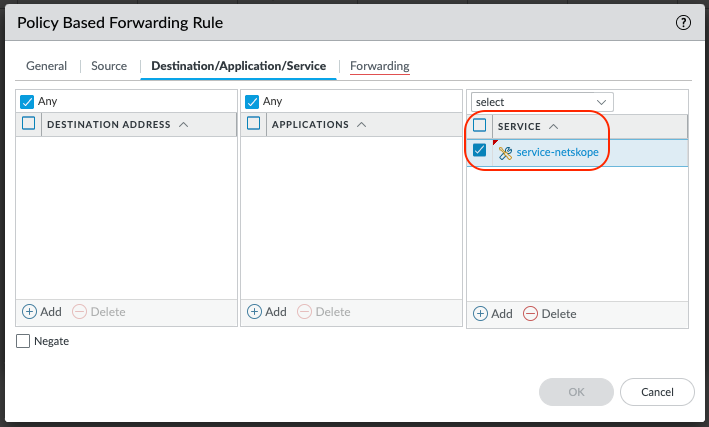 Policy Based Forwarding Rule
?
General Source Destination/Application/Service Forwarding
Any Any select
DESTINATION ADDRESS APPLICATIONS SERVICE
service-netskope
Add Delete Add Delete Add Delete
Negate
OK Cancel